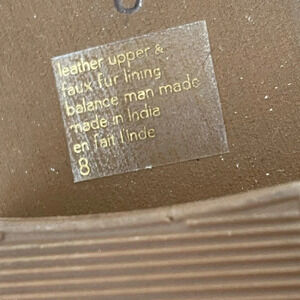 leather upper &
faux fur lining
balance man made
made in India
en fait l'Inde
8